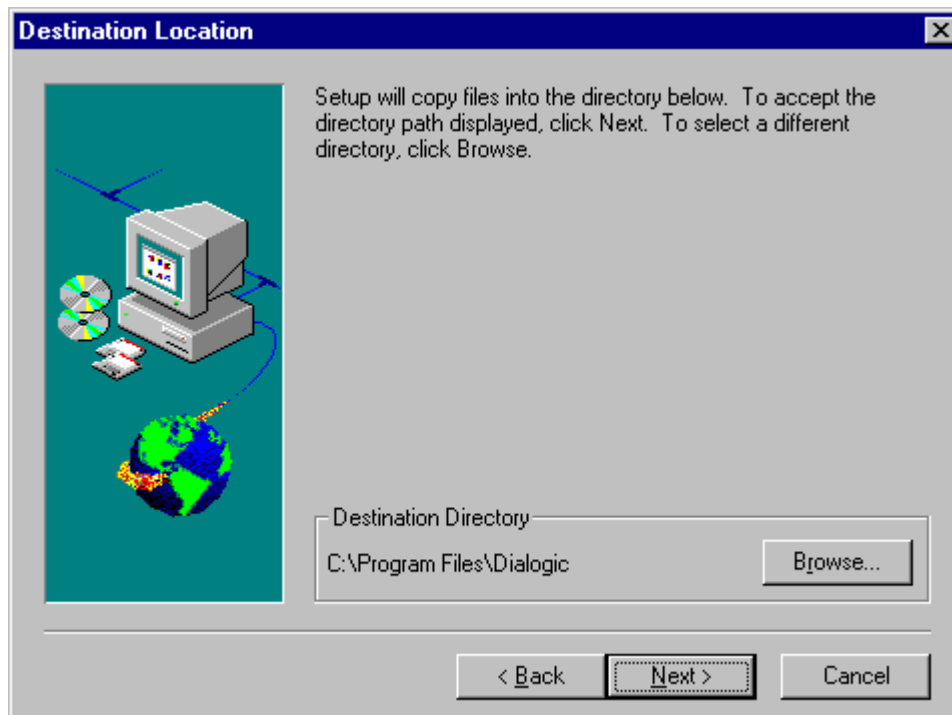 Destination Location
Setup will copy files into the directory below.  To accept the
directory path displayed, click Next.  To select a different
directory, click Browse.
Destination Directory
C:\Program Files\Dialogic
Browse...
< Back
Next >
Cancel